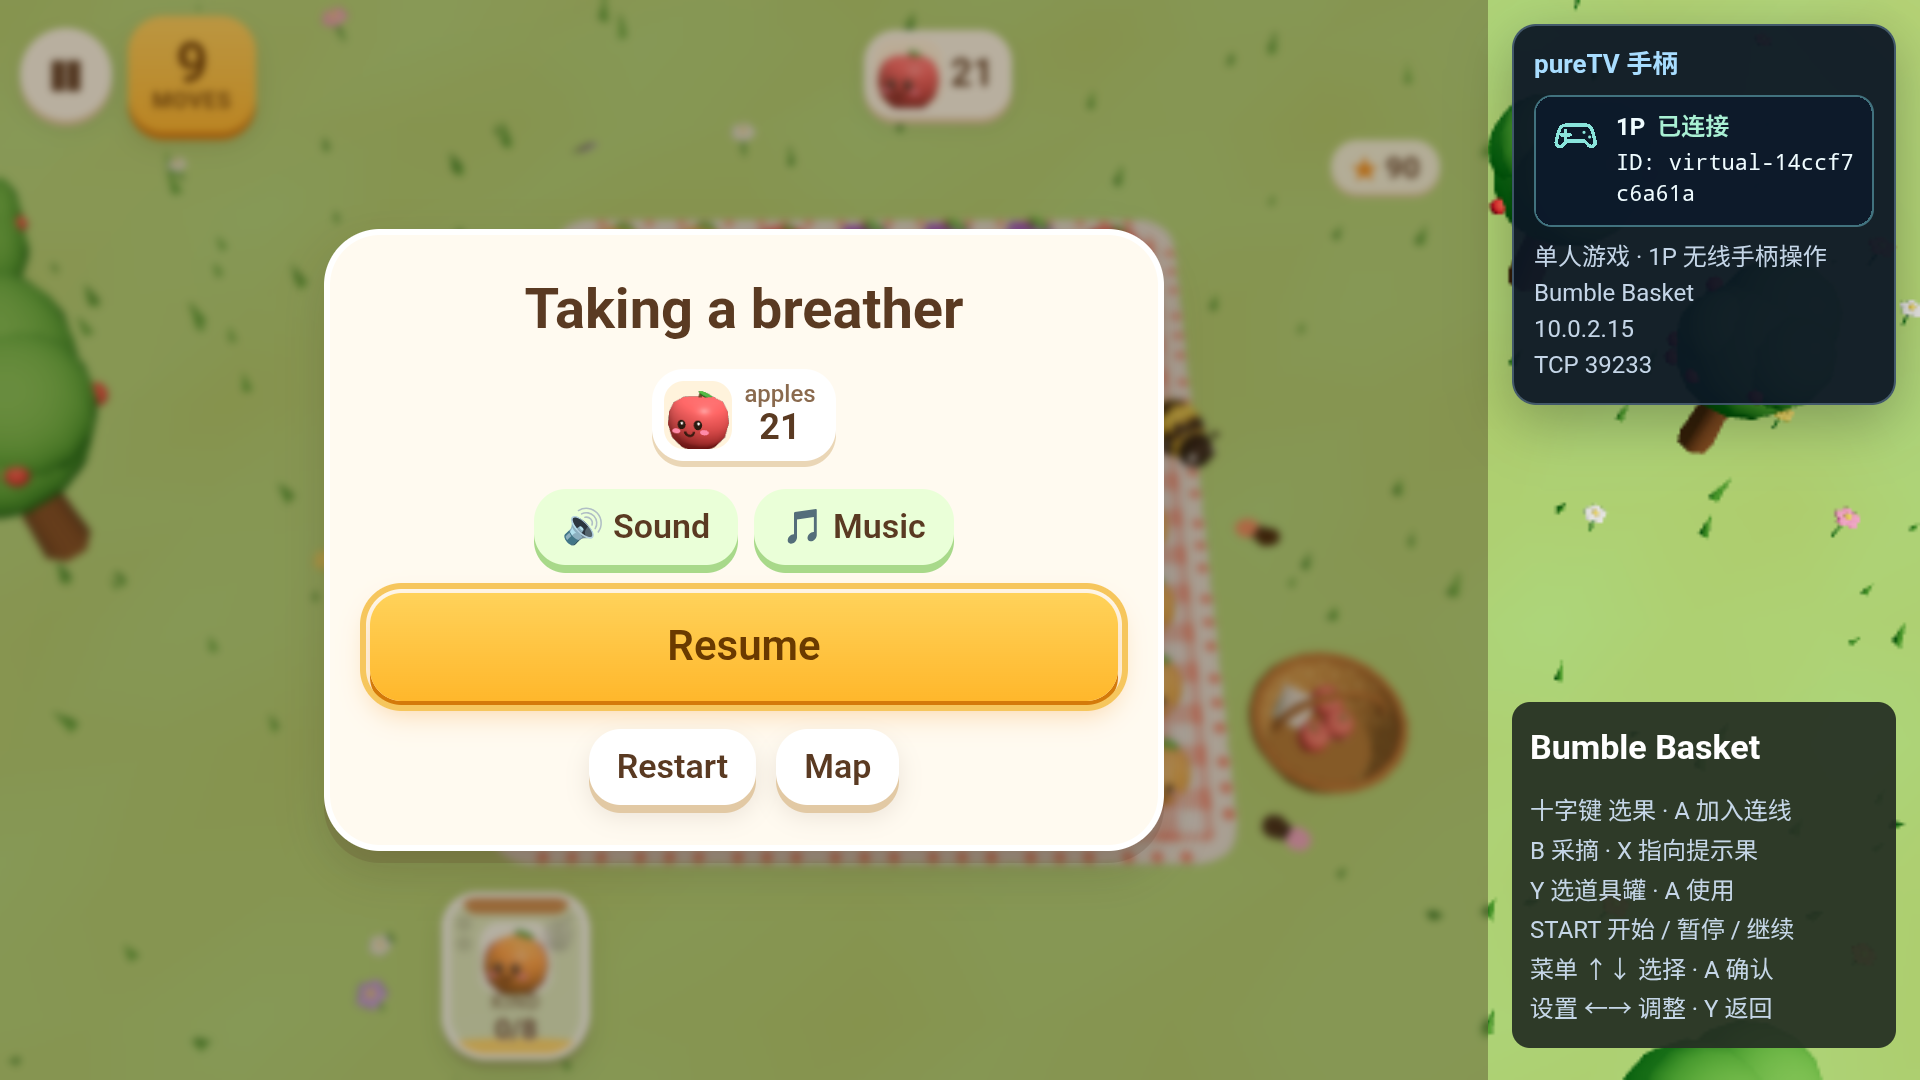 9
MOVES
21
90
Taking a breather
apples
21
Sound
Music
Resume
Restart
Map
0/8
pureTV 手柄
1P 已连接
ID: virtual-14ccf7
c6a61a
单人游戏 · 1P 无线手柄操作
Bumble Basket
10.0.2.15
TCP 39233
Bumble Basket
十字键 选果 · A 加入连线
B 采摘 · X 指向提示果
Y 选道具罐 · A 使用
START 开始 / 暂停 / 继续
菜单 ↑↓ 选择 · A 确认
设置 ←→ 调整 · Y 返回